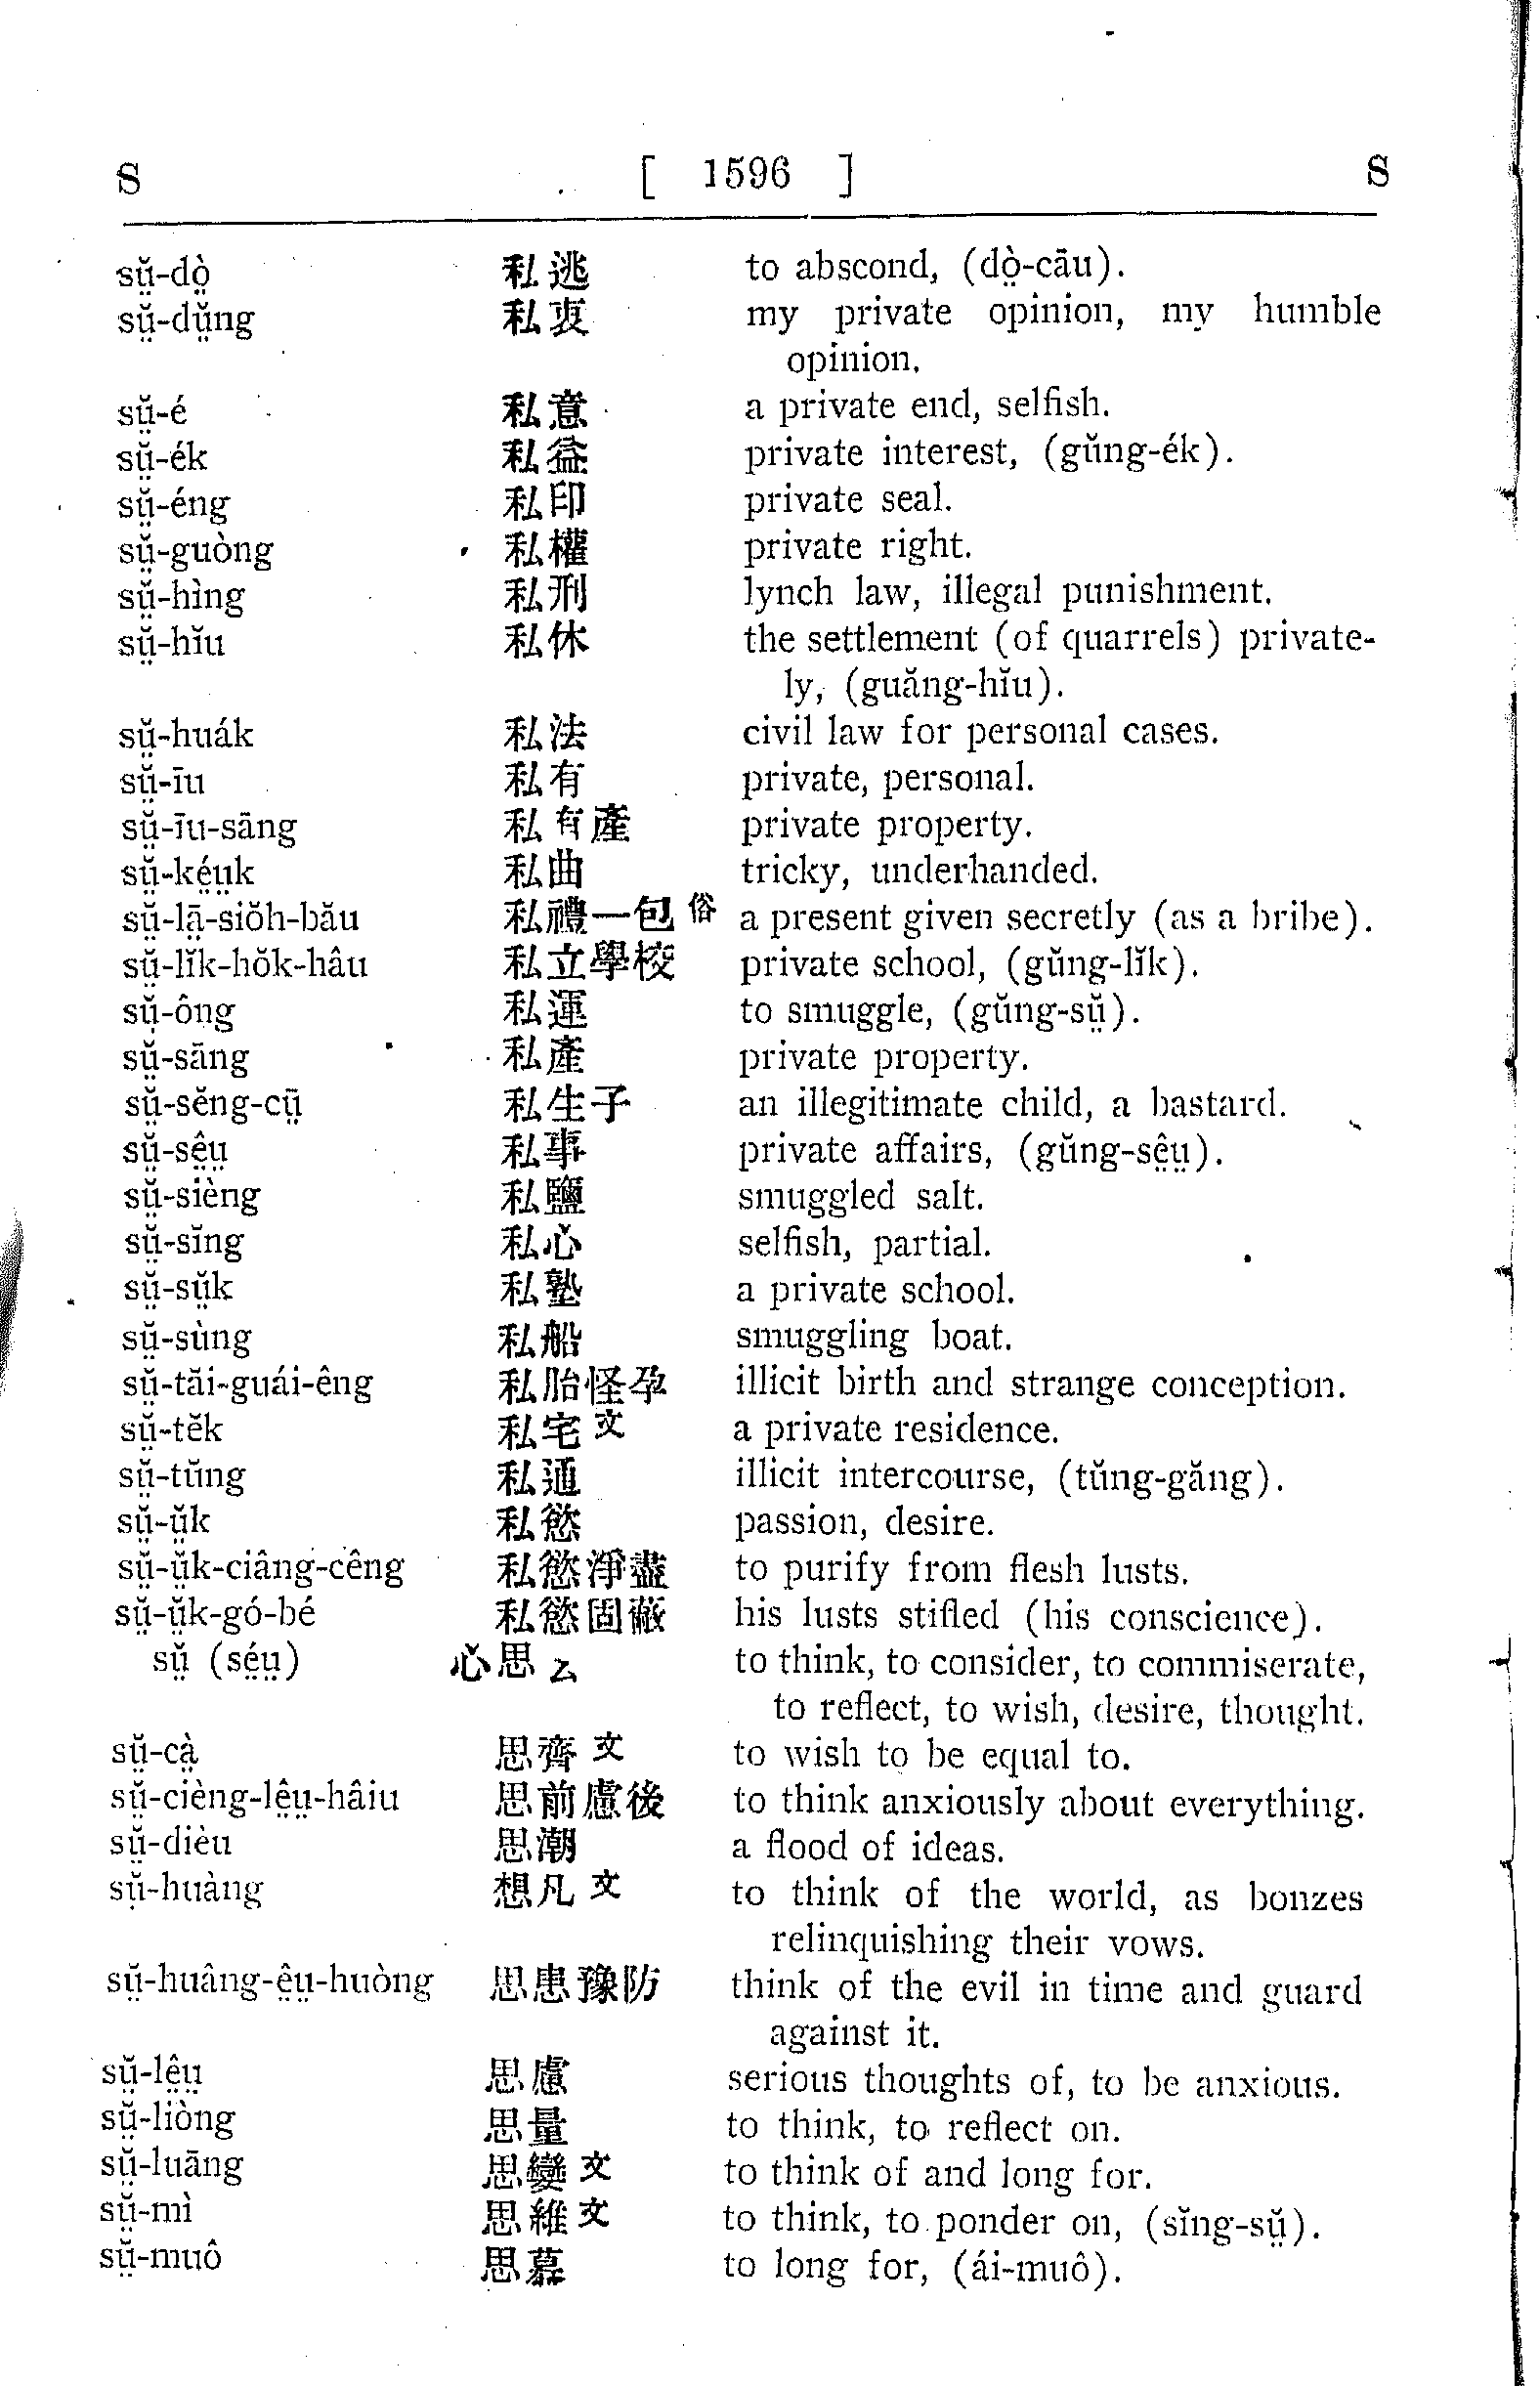 S [ 1596 ] S
sṳ̆-dò̤ 私逃 to abscond, (dò̤-cāu).
sṳ̆-dṳ̆ng 私衷 my private opinion, my humble
opinion.
sṳ̆-é 私意 a private end, selfish.
sṳ̆-ék 私益 private interest, (gŭng-ék).
sṳ̆-éng 私印 private seal.
sṳ̆-guòng 私權 private right.
sṳ̆-hìng 私刑 lynch law, illegal punishment.
sṳ̆-hĭu 私休 the settlement (of quarrels) private-
ly, (guăng-hĭu).
sṳ̆-huák 私法 civil law for personal cases.
sṳ̆-īu 私有 private, personal.
sṳ̆-īu-sāng 私有產 private property.
sṳ̆-ké̤ṳk 私曲 tricky, underhanded.
sṳ̆-lā̤-siŏh-bău 私禮一包 俗 a present given secretly (as a bribe).
sṳ̆-lĭk-hŏk-hâu 私立學校 private school, (gŭng-lĭk).
sṳ̆-ông 私運 to smuggle, (gŭng-sṳ̆).
sṳ̆-sāng 私產 private property.
sṳ̆-sĕng-cṳ̄ 私生子 an illegitimate child, a bastard.
sṳ̆-sê̤ṳ 私事 private affairs, (gŭng-sê̤ṳ).
sṳ̆-sièng 私鹽 smuggled salt.
sṳ̆-sĭng 私心 selfish, partial.
sṳ̆-sṳ̆k 私塾 a private school.
sṳ̆-sùng 私船 smuggling boat.
sṳ̆-tăi-guái-êng 私胎怪孕 illicit birth and strange conception.
sṳ̆-tĕk 私宅 文 a private residence.
sṳ̆-tŭng 私通 illicit intercourse, (tŭng-găng).
sṳ̆-ṳ̆k 私慾 passion, desire.
sṳ̆-ṳ̆k-ciâng-cêng 私慾淨盡 to purify from flesh lusts.
sṳ̆-ṳ̆k-gó-bé 私慾固蔽 his lusts stifled (his conscience).
sṳ̆ (sé̤ṳ) 心思 厶 to think, to consider, to commiserate,
to reflect, to wish, desire, thought.
sṳ̆-cà̤ 思齊 文 to wish to be equal to.
sṳ̆-cièng-lê̤ṳ-hâiu 思前慮後 to think anxiously about everything.
sṳ̆-dièu 思潮 a flood of ideas.
sṳ̆-huàng 想凡 文 to think of the world, as bonzes
relinquishing their vows.
sṳ̆-huâng-ê̤ṳ-huòng 思患豫防 think of the evil in time and guard
against it.
sṳ̆-lê̤ṳ 思慮 serious thoughts of, to be anxious.
sṳ̆-liòng 思量 to think, to reflect on.
sṳ̆-luāng 思孌 文 to think of and long for.
sṳ̆-mì 思維 文 to think, to ponder on, (sĭng-sṳ̆).
sṳ̆-muô 思慕 to long for, (ái-muô).